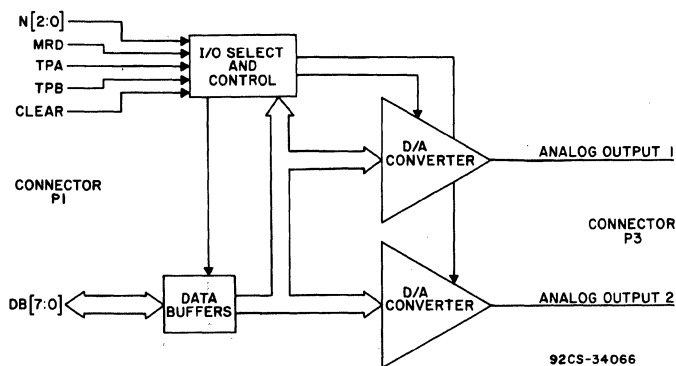 N[2:0]
MRD
TPA
TPB
CLEAR
I/O SELECT
AND
CONTROL
D/A
CONVERTER
ANALOG OUTPUT 1
CONNECTOR
P1
CONNECTOR
P3
DB[7:0]
DATA
BUFFERS
D/A
CONVERTER
ANALOG OUTPUT 2
92CS-34066